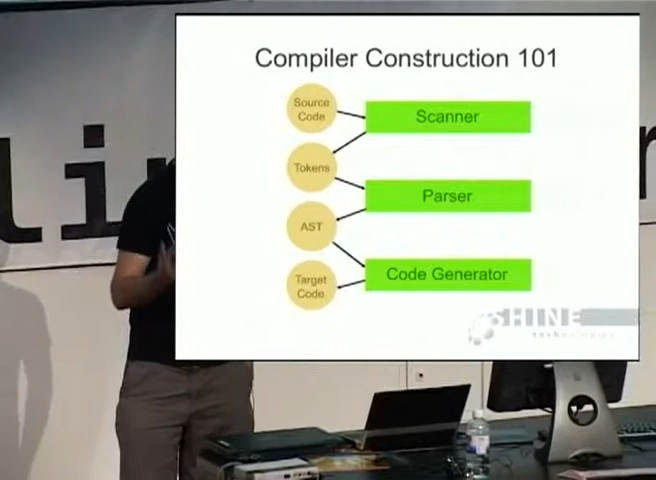 Compiler Construction 101
Source
Code
Scanner
Tokens
Parser
AST
Code Generator
Target
Code
SHINE
technologies